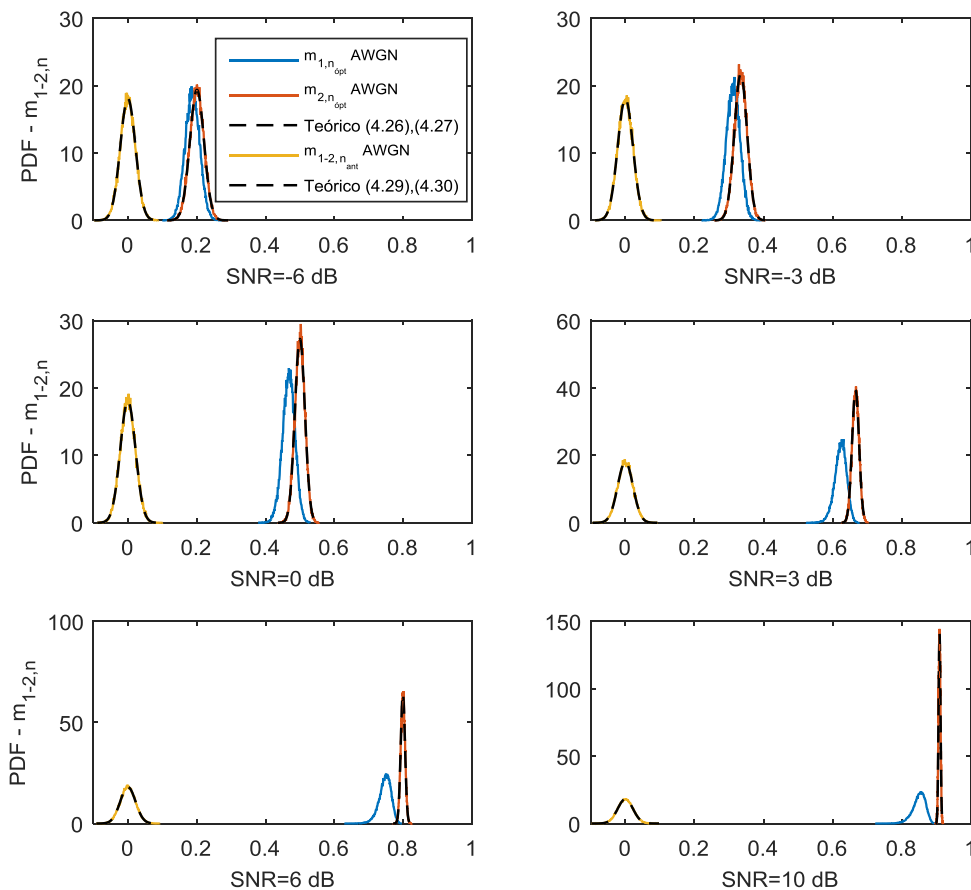 PDF - m1-2,n
30
20
10
0
0 0.2 0.4 0.6 0.8 1
SNR=-6 dB
m1,nópt AWGN
m2,nópt AWGN
Teórico (4.26),(4.27)
m1-2,nant AWGN
Teórico (4.29),(4.30)
30
20
10
0
0 0.2 0.4 0.6 0.8 1
SNR=-3 dB
PDF - m1-2,n
30
20
10
0
0 0.2 0.4 0.6 0.8 1
SNR=0 dB
60
40
20
0
0 0.2 0.4 0.6 0.8 1
SNR=3 dB
PDF - m1-2,n
100
50
0
0 0.2 0.4 0.6 0.8 1
SNR=6 dB
150
100
50
0
0 0.2 0.4 0.6 0.8 1
SNR=10 dB